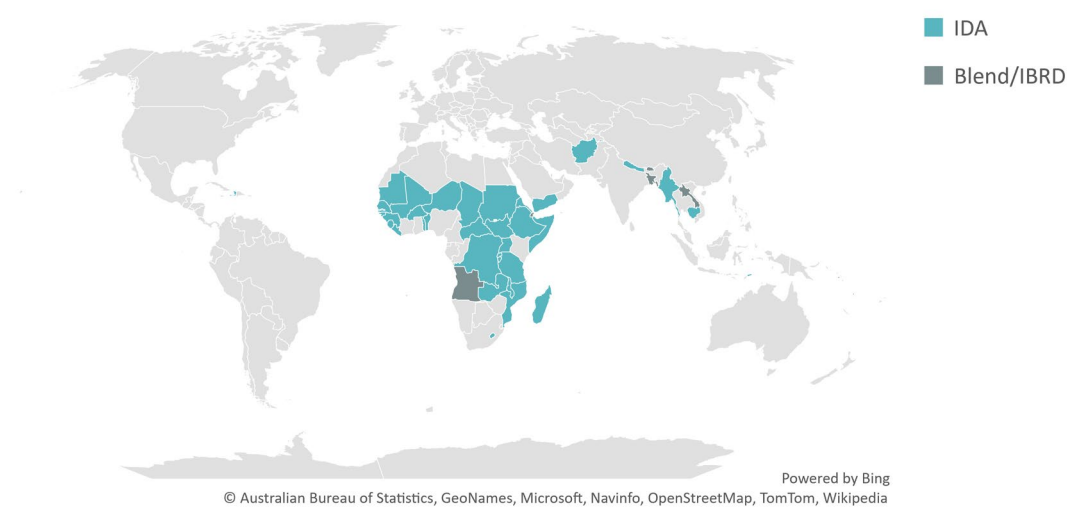 IDA
Blend/IBRD
Powered by Bing
© Australian Bureau of Statistics, GeoNames, Microsoft, Navinfo, OpenStreetMap, TomTom, Wikipedia